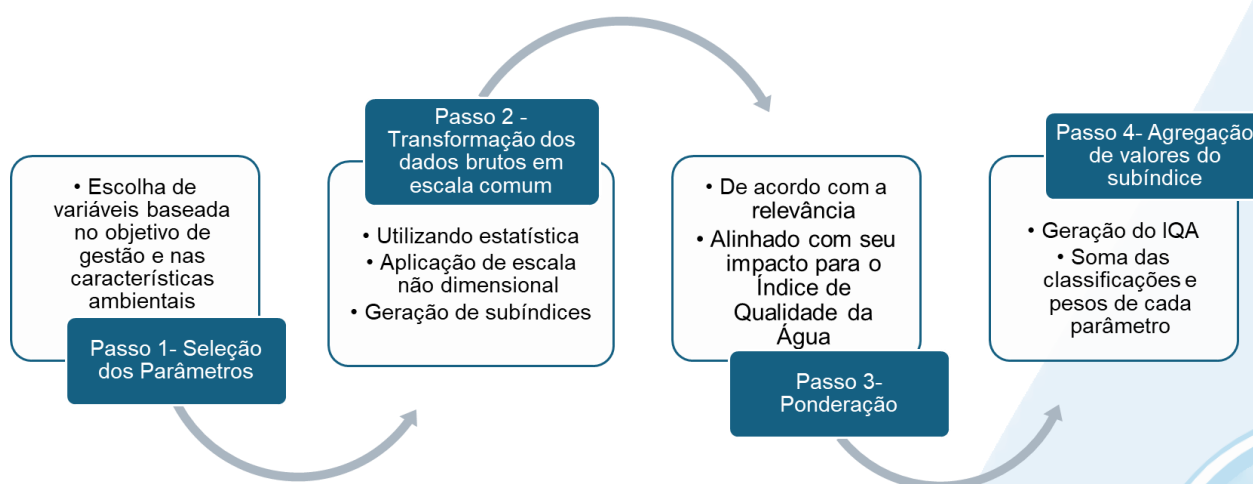 • Escolha de
variáveis baseada
no objetivo de
gestão e nas
características
ambientais
Passo 1- Seleção
dos Parâmetros
Passo 2 -
Transformação dos
dados brutos em
escala comum
• Utilizando estatística
• Aplicação de escala
não dimensional
• Geração de subíndices
• De acordo com a
relevância
• Alinhado com seu
impacto para o
Índice de
Qualidade da
Água
Passo 3-
Ponderação
Passo 4- Agregação
de valores do
subíndice
• Geração do IQA
• Soma das
classificações e
pesos de cada
parâmetro